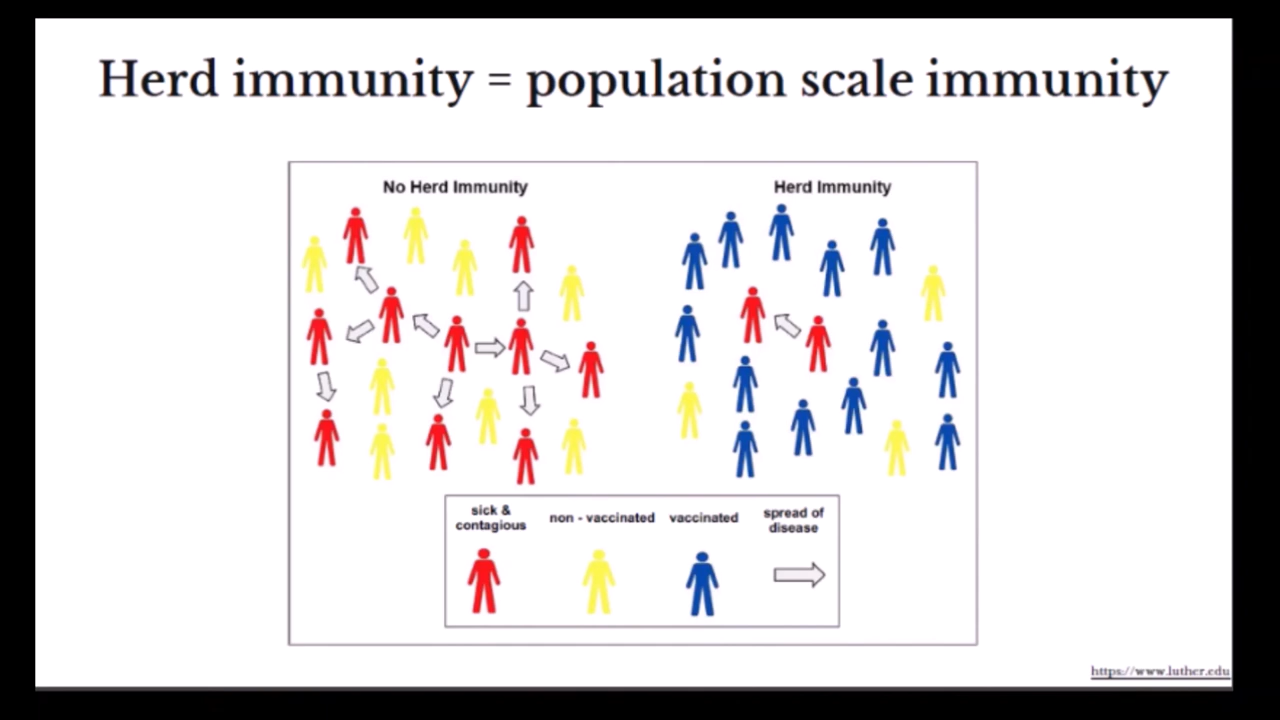 Herd immunity = population scale immunity
No Herd Immunity
Herd Immunity
sick &
contagious
non - vaccinated
vaccinated
spread of
disease
https://www.luther.edu